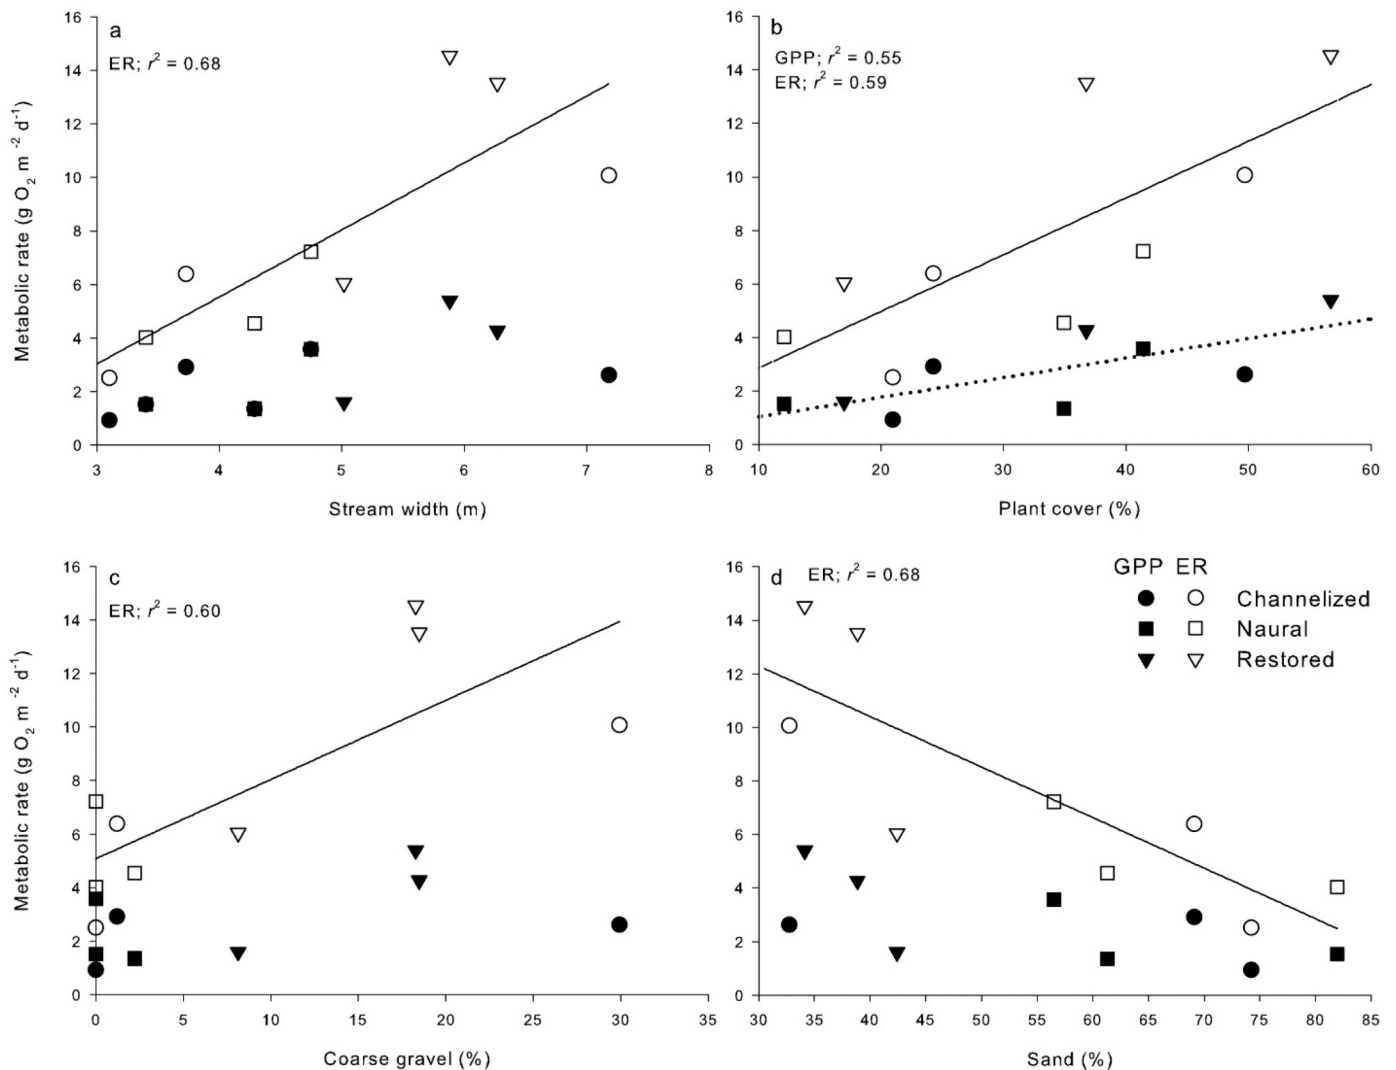 a
ER; r² = 0.68
Metabolic rate (g O₂ m⁻² d⁻¹)
16
14
12
10
8
6
4
2
0
3 4 5 6 7 8
Stream width (m)
b
GPP; r² = 0.55
ER; r² = 0.59
16
14
12
10
8
6
4
2
0
10 20 30 40 50 60
Plant cover (%)
c
ER; r² = 0.60
Metabolic rate (g O₂ m⁻² d⁻¹)
16
14
12
10
8
6
4
2
0
0 5 10 15 20 25 30 35
Coarse gravel (%)
d ER; r² = 0.68
GPP ER
Channelized
Naural
Restored
16
14
12
10
8
6
4
2
0
30 35 40 45 50 55 60 65 70 75 80 85
Sand (%)